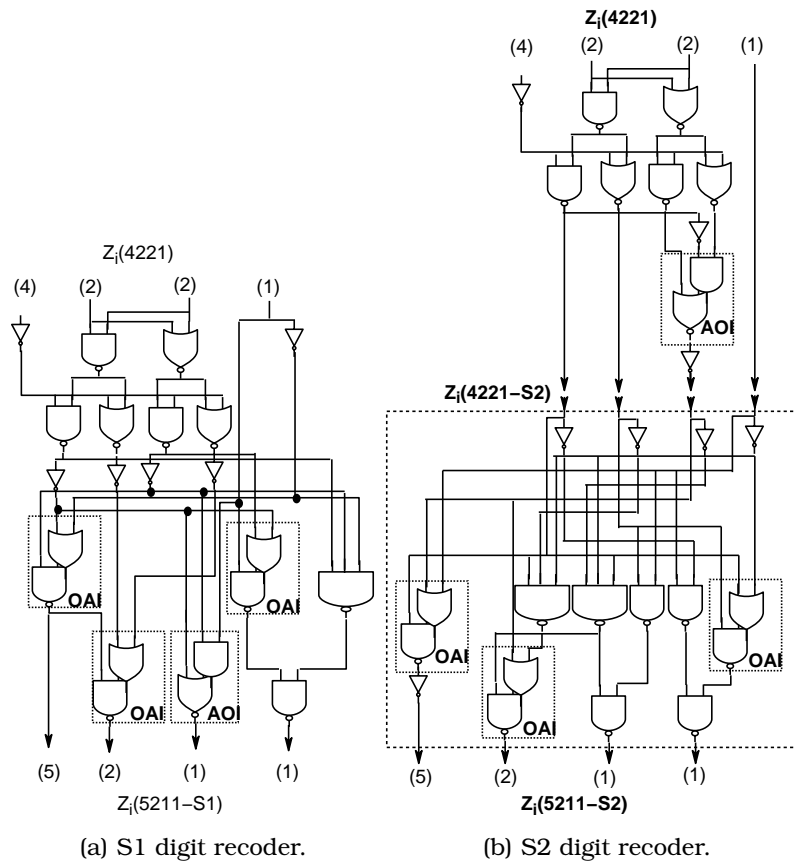 Zi(4221)
(4) (2) (2) (1)
AOI
Zi(4221–S2)
OAI
OAI
OAI
(5) (2) (1) (1)
Zi(5211–S2)
Zi(4221)
(4) (2) (2) (1)
OAI
OAI
OAI
AOI
(5) (2) (1) (1)
Zi(5211–S1)
(a) S1 digit recoder.
(b) S2 digit recoder.